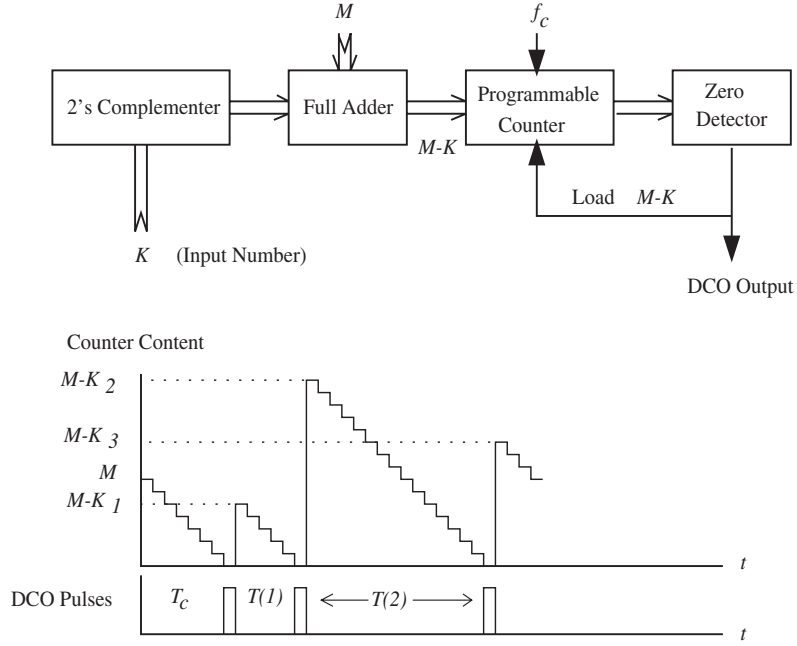 M
f_c
2's Complementer
Full Adder
Programmable
Counter
Zero
Detector
M-K
Load M-K
K (Input Number)
DCO Output
Counter Content
M-K 2
M-K 3
M
M-K 1
t
DCO Pulses
T_c
T(1)
T(2)
t